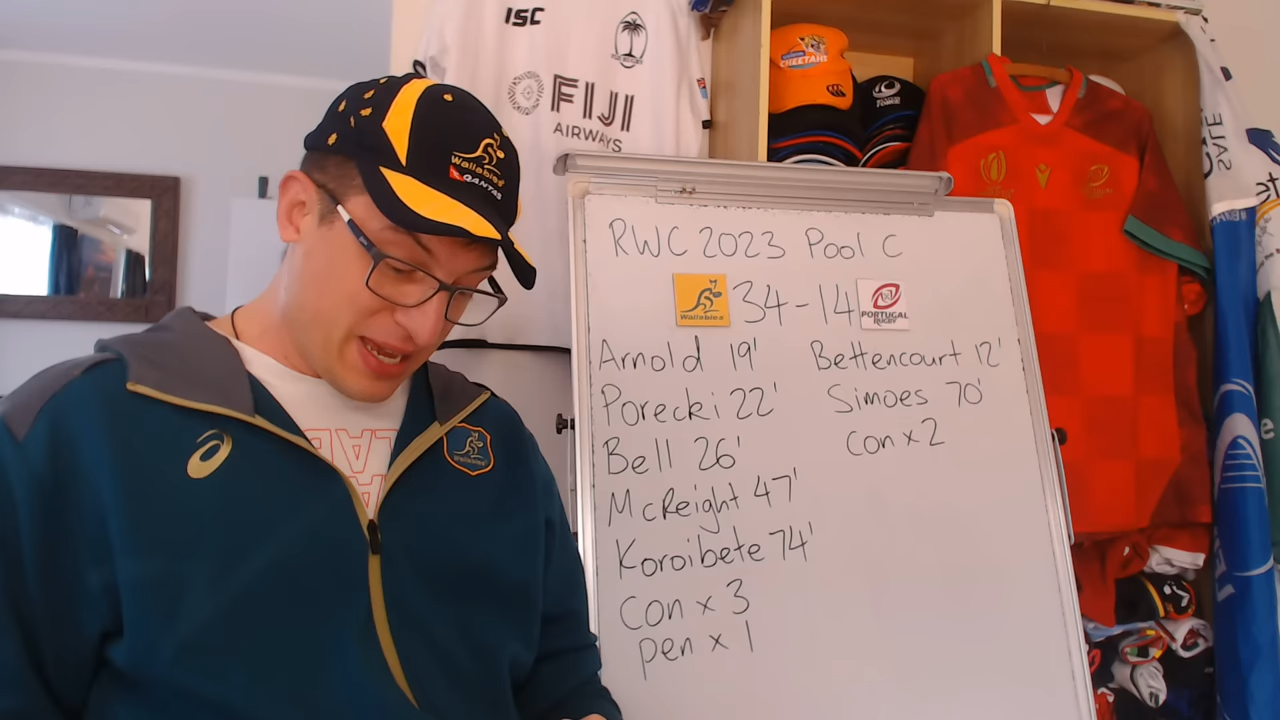 ISC
FIJI
AIRWAYS
CHEETAHS
Wallabies
QANTAS
SALE
RWC 2023 Pool C
Wallabies 34-14 PORTUGAL RUGBY
Arnold 19' Bettencourt 12'
Porecki 22' Simoes 70'
Bell 26' con x 2
McReight 47'
Koroibete 74'
con x 3
pen x 1
Wallabies